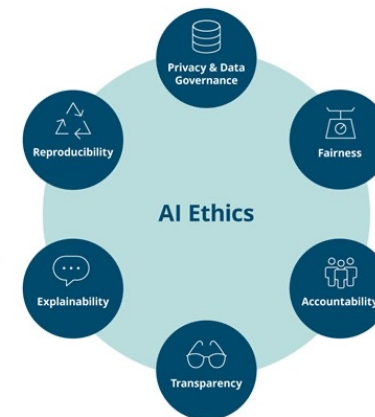 Privacy & Data
Governance
Reproducibility
Fairness
AI Ethics
Explainability
Accountability
Transparency